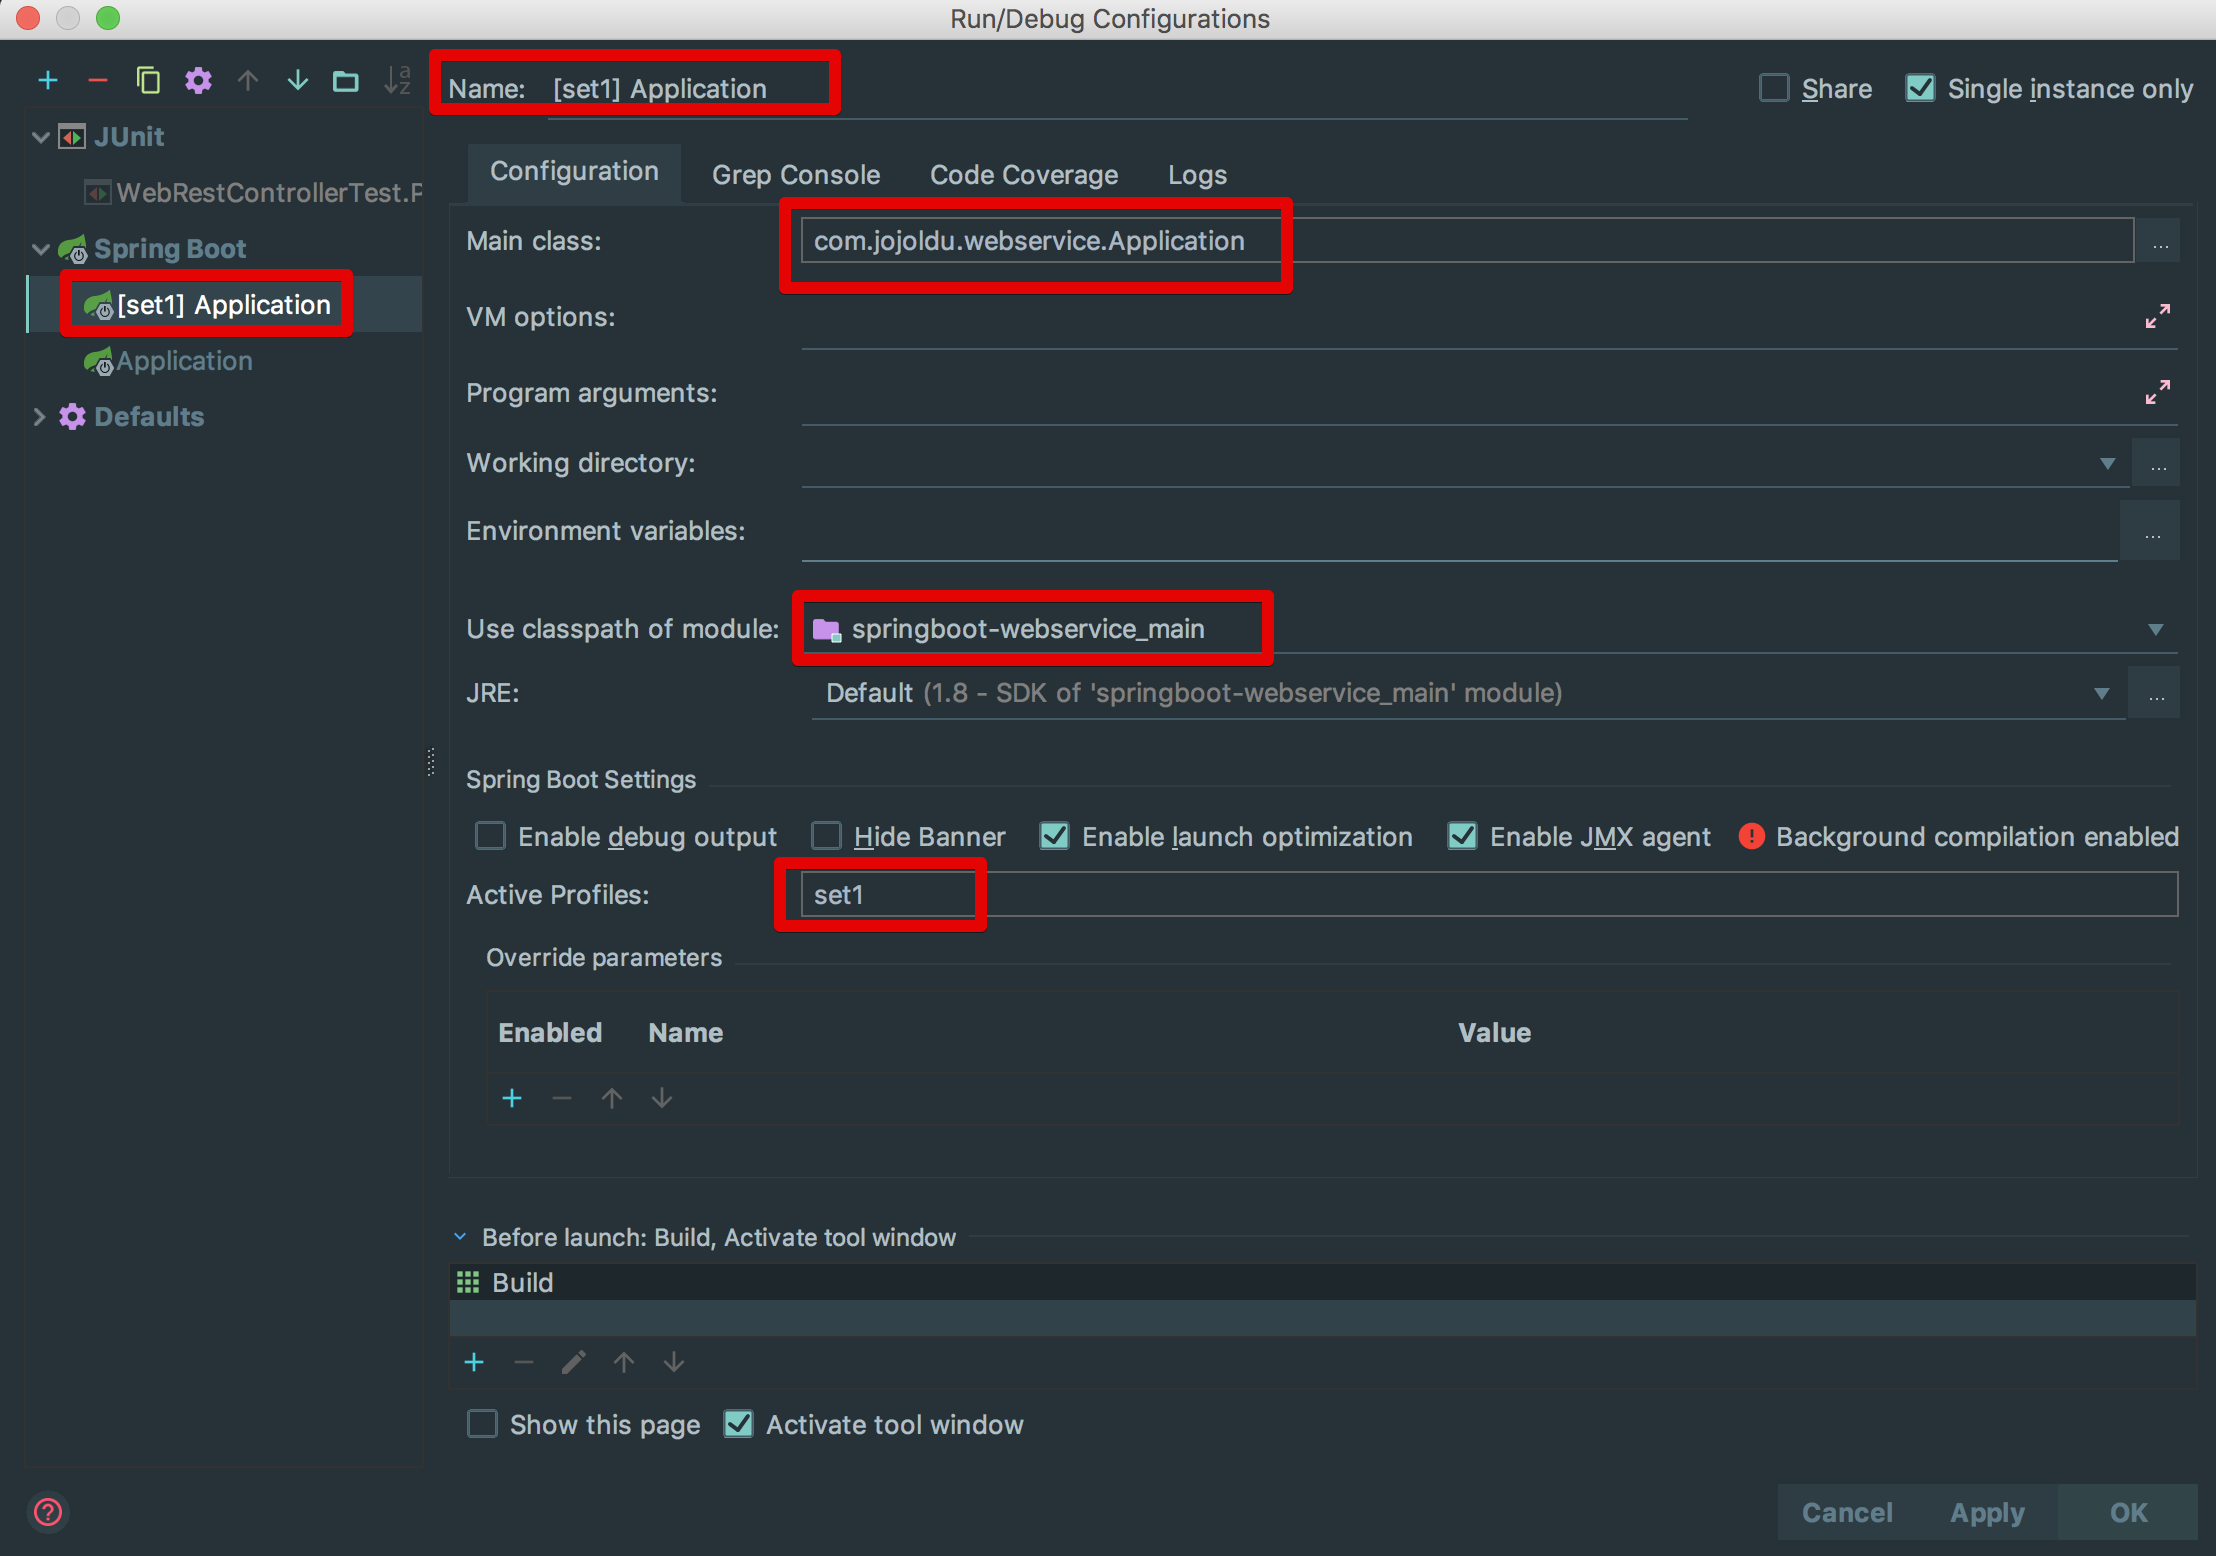 Run/Debug Configurations
Name: [set1] Application
Share
Single instance only
JUnit
WebRestControllerTest.P
Spring Boot
[set1] Application
Application
Defaults
Configuration
Grep Console
Code Coverage
Logs
Main class: com.jojoldu.webservice.Application ...
VM options:
Program arguments:
Working directory: ...
Environment variables: ...
Use classpath of module: springboot-webservice_main
JRE: Default (1.8 - SDK of 'springboot-webservice_main' module) ...
Spring Boot Settings
Enable debug output
Hide Banner
Enable launch optimization
Enable JMX agent
Background compilation enabled
Active Profiles: set1
Override parameters
Enabled Name Value
Before launch: Build, Activate tool window
Build
Show this page
Activate tool window
Cancel
Apply
OK